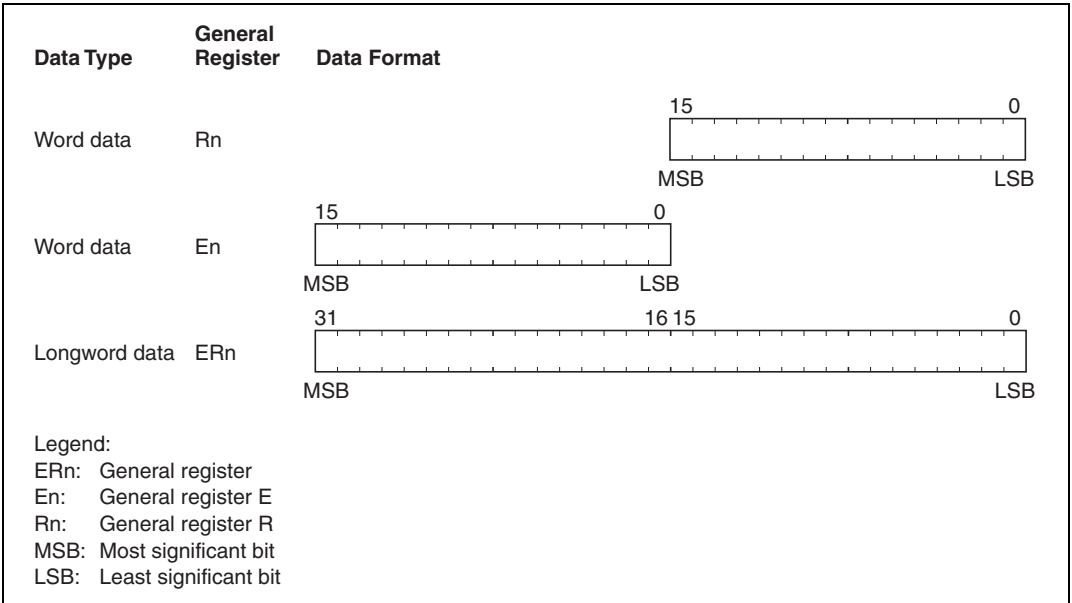 General
Data Type Register Data Format
15 0
Word data Rn
MSB LSB
15 0
Word data En
MSB LSB
31 16 15 0
Longword data ERn
MSB LSB
Legend:
ERn: General register
En: General register E
Rn: General register R
MSB: Most significant bit
LSB: Least significant bit